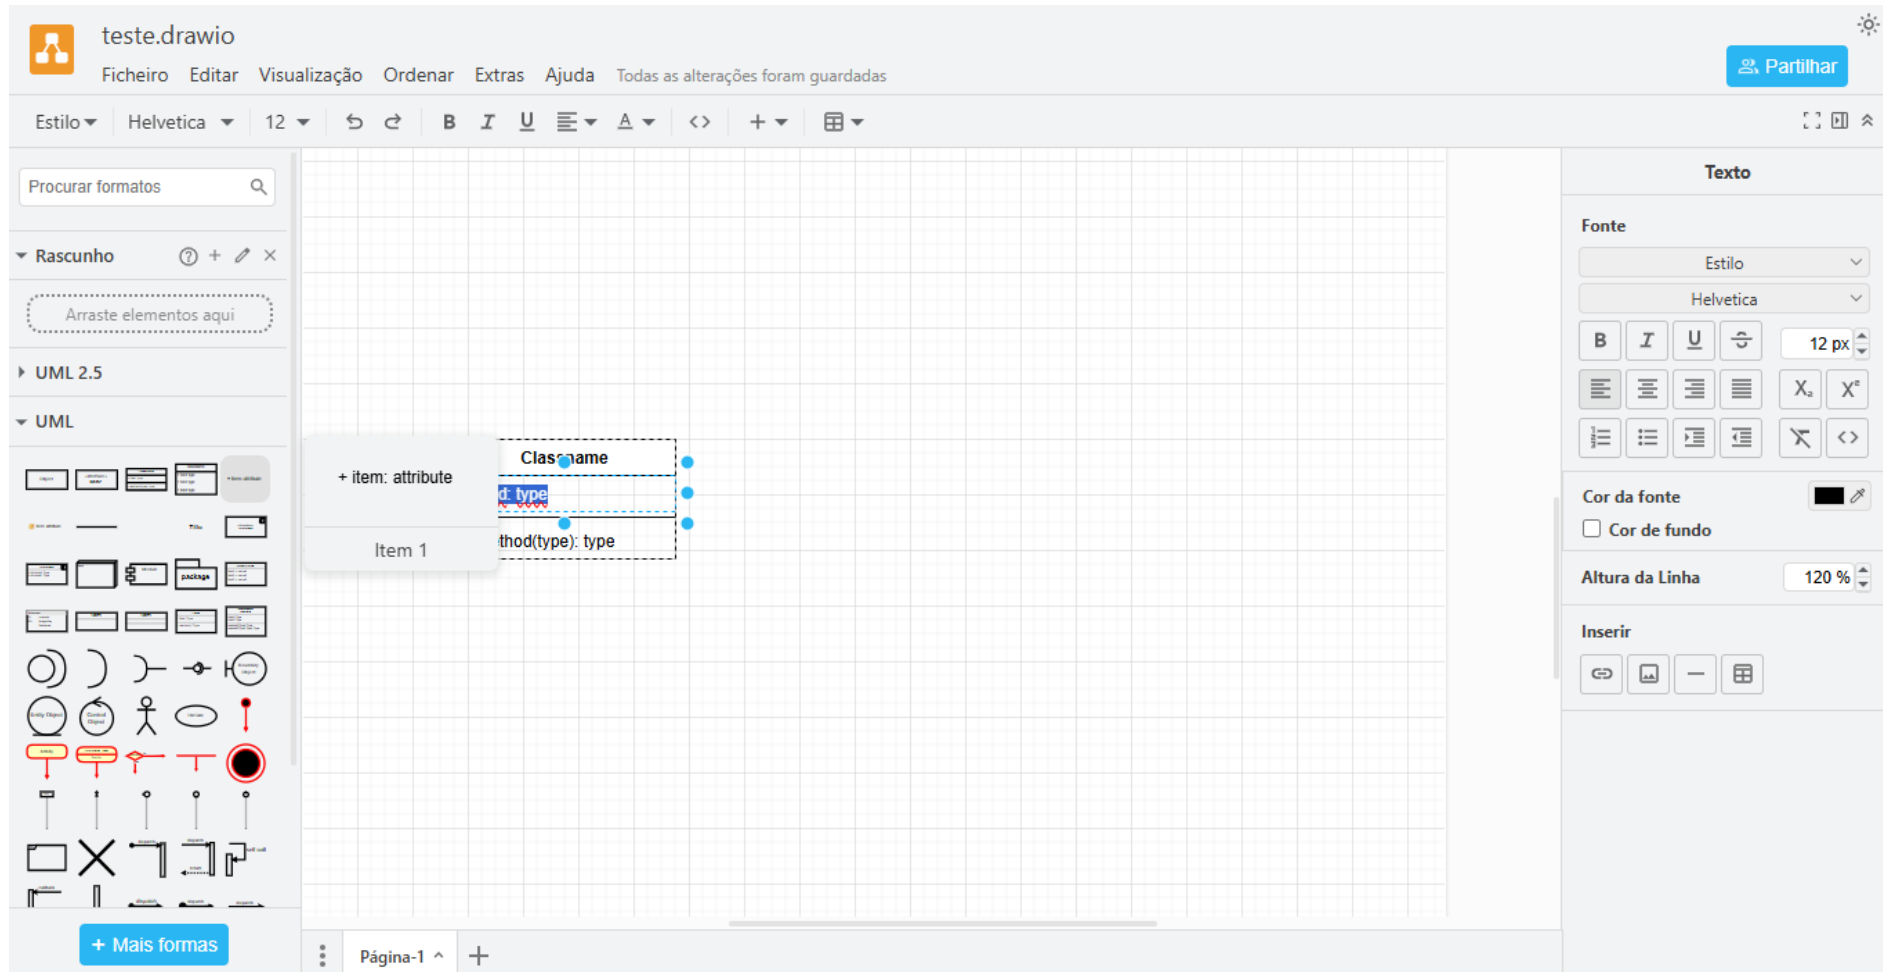 teste.drawio
Ficheiro Editar Visualização Ordenar Extras Ajuda Todas as alterações foram guardadas
Partilhar
Estilo Helvetica 12 B I U A
Procurar formatos
Rascunho
Arraste elementos aqui
UML 2.5
UML
+ item: attribute
Item 1
Classname
d: type
thod(type): type
package
Mais formas
Página-1
Texto
Fonte
Estilo
Helvetica
B I U S 12 px
Cor da fonte
Cor de fundo
Altura da Linha 120 %
Inserir